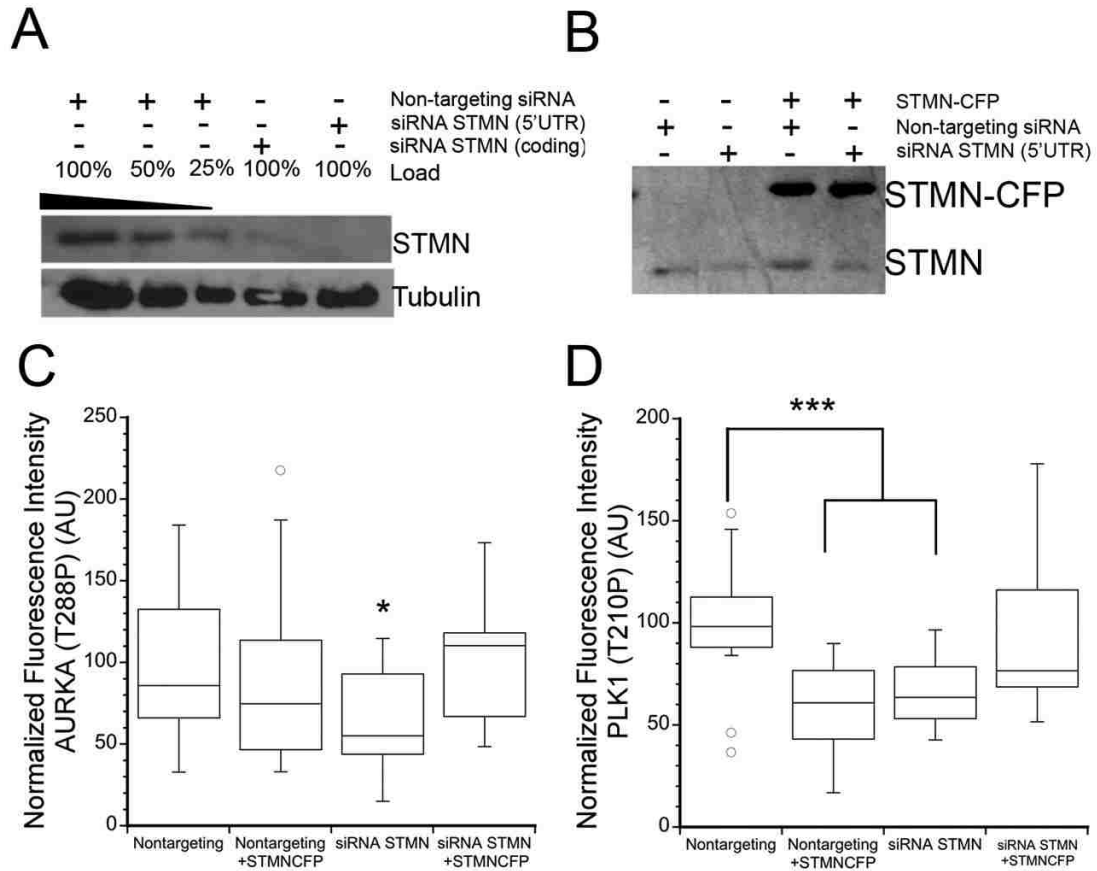 A
+ + + - - Non-targeting siRNA
- - - - + siRNA STMN (5'UTR)
- - - + - siRNA STMN (coding)
100% 50% 25% 100% 100% Load
STMN
Tubulin
B
- - + + STMN-CFP
+ - + - Non-targeting siRNA
- + - + siRNA STMN (5'UTR)
STMN-CFP
STMN
C
Normalized Fluorescence Intensity
AURKA (T288P) (AU)
250
200
150
100
50
0
*
Nontargeting
Nontargeting
+STMNCFP
siRNA STMN
siRNA STMN
+STMNCFP
D
Normalized Fluorescence Intensity
PLK1 (T210P) (AU)
200
150
100
50
0
***
Nontargeting
Nontargeting
+STMNCFP
siRNA STMN
siRNA STMN
+STMNCFP